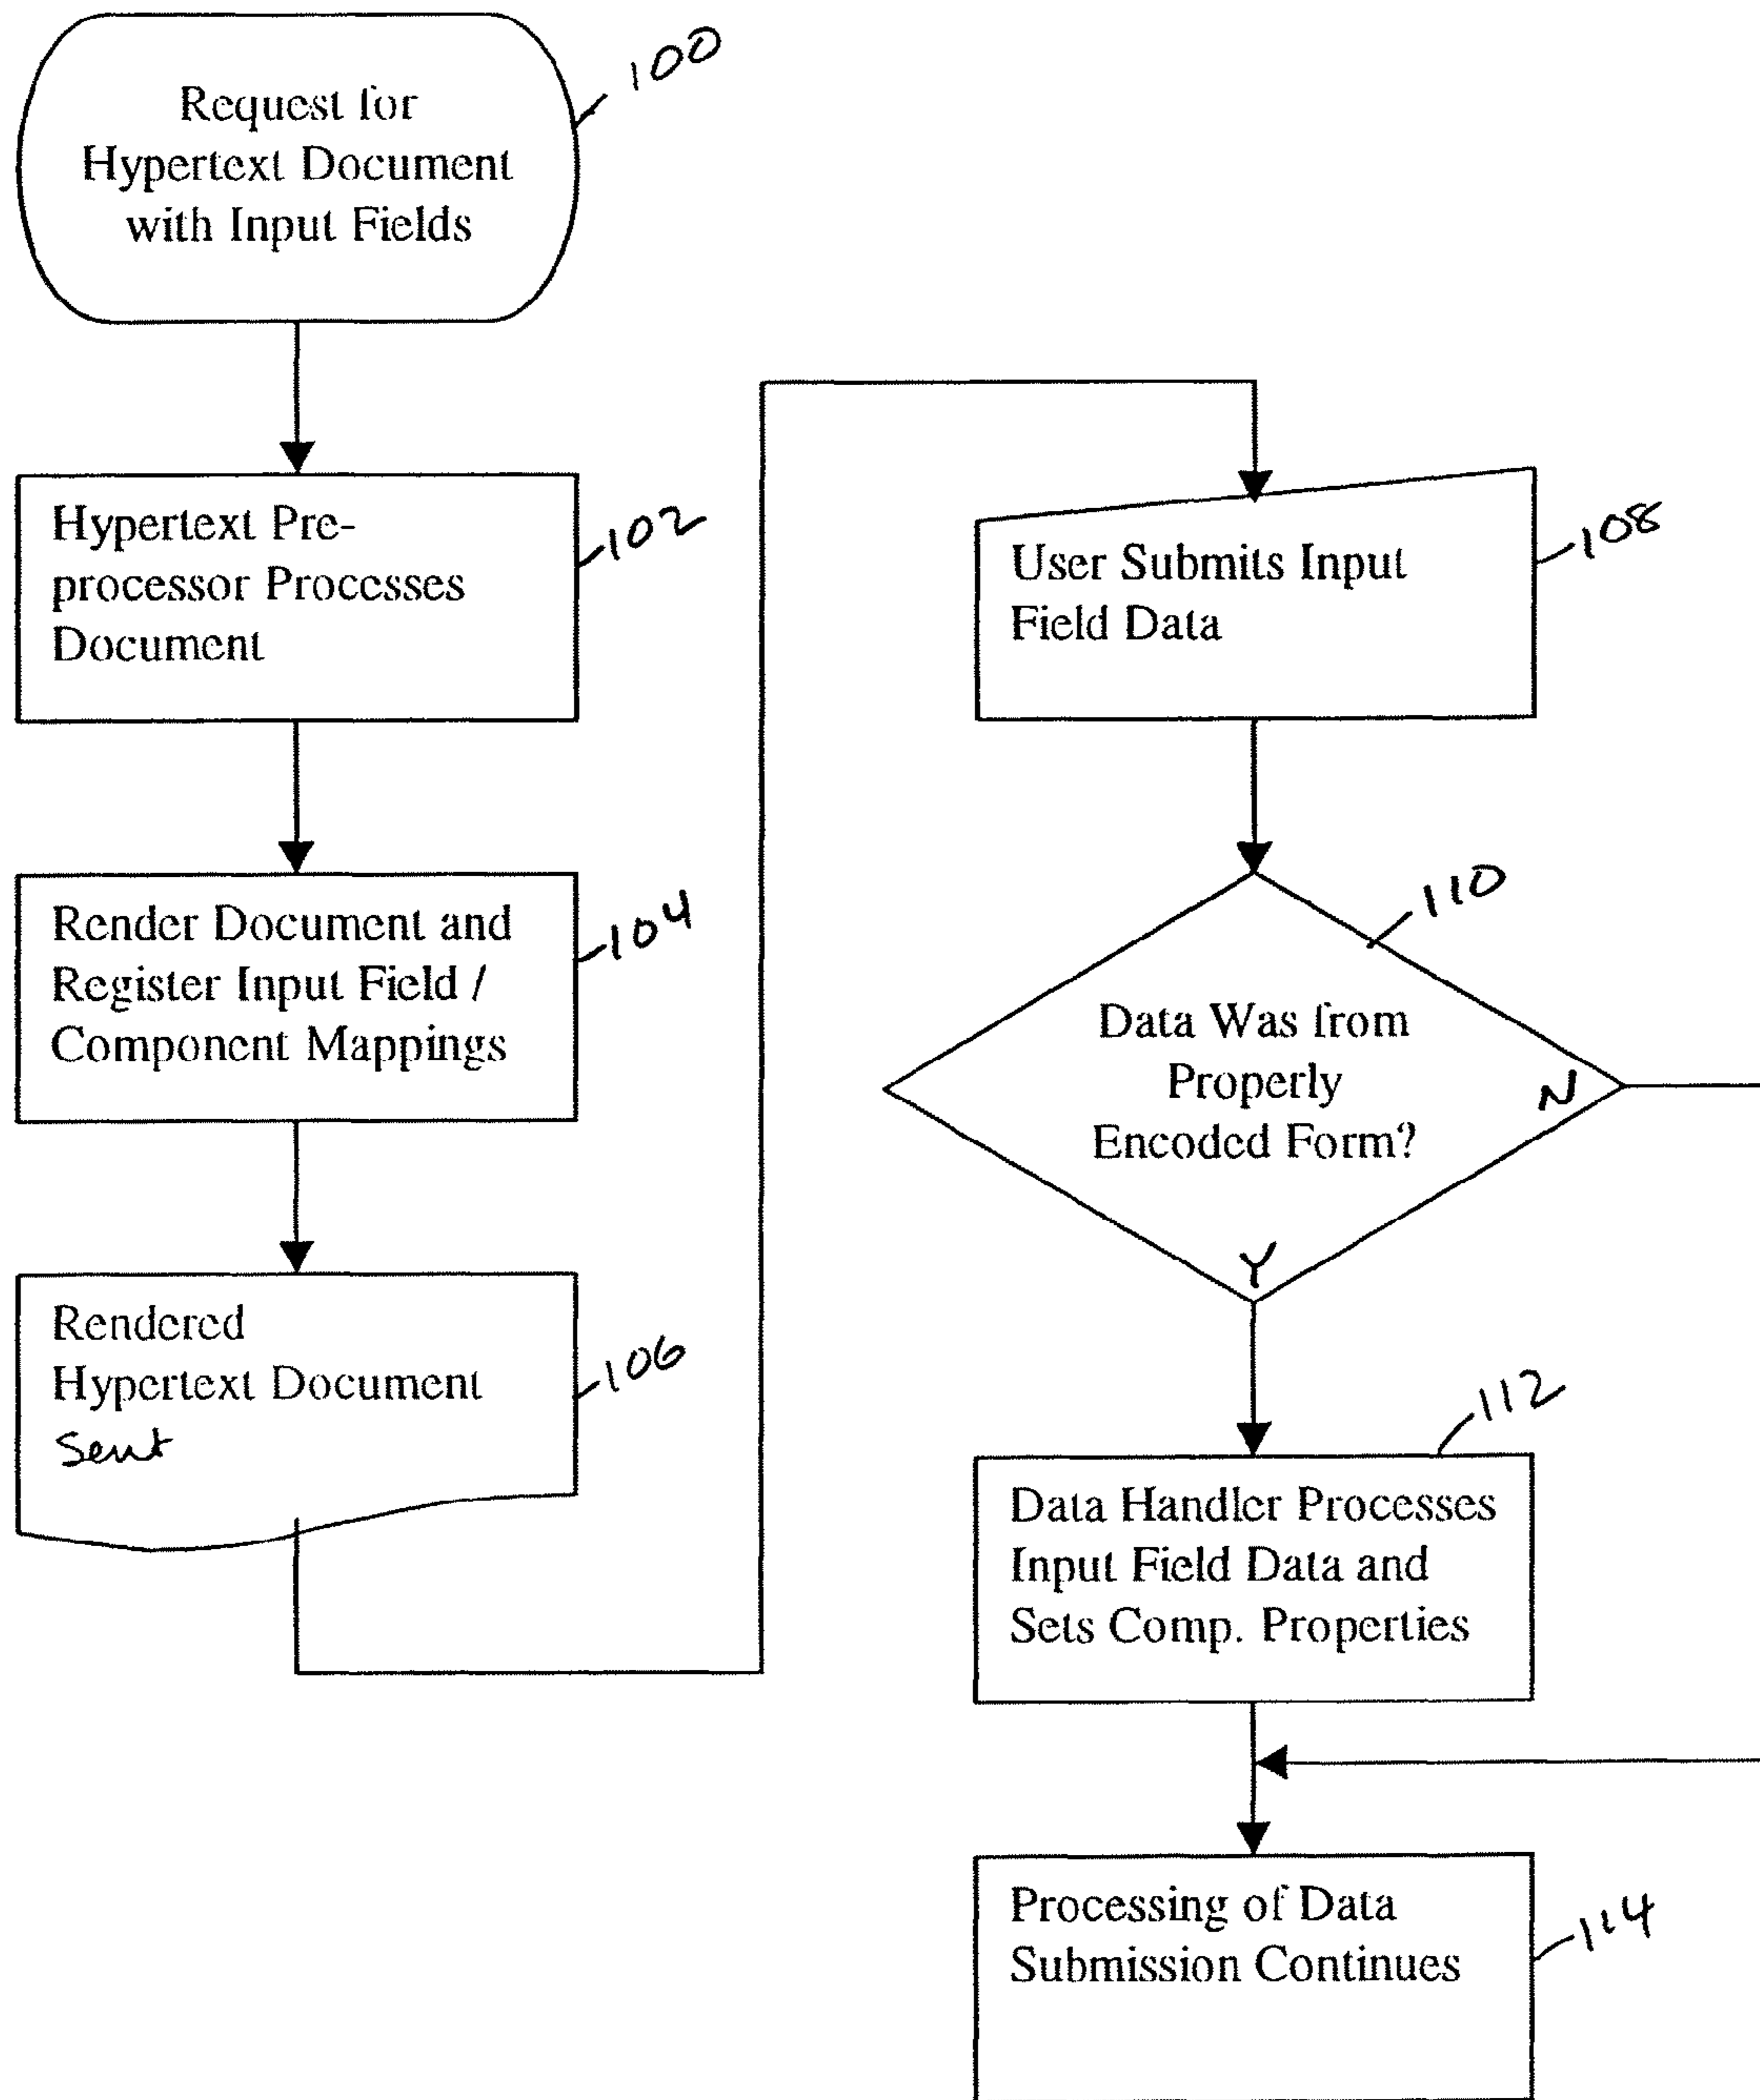 Request for
Hypertext Document
with Input Fields
100
Hypertext Pre-
processor Processes
Document
102
Render Document and
Register Input Field /
Component Mappings
104
Rendered
Hypertext Document
Sent
106
User Submits Input
Field Data
108
Data Was from
Properly
Encoded Form?
110
N
Y
Data Handler Processes
Input Field Data and
Sets Comp. Properties
112
Processing of Data
Submission Continues
114